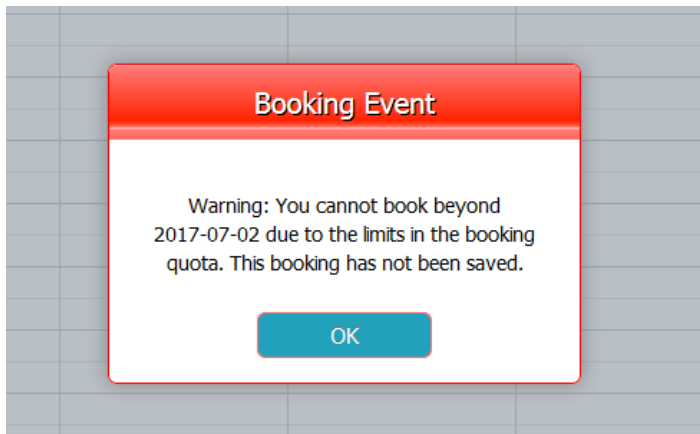 Booking Event
Warning: You cannot book beyond
2017-07-02 due to the limits in the booking
quota. This booking has not been saved.
OK